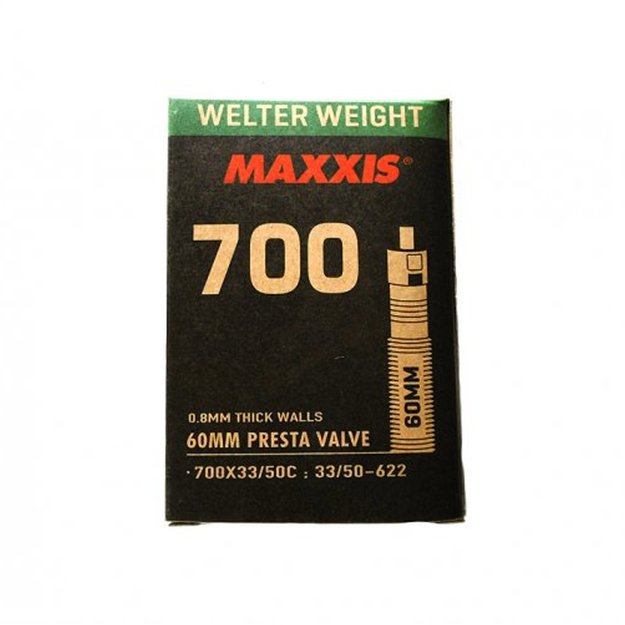 WELTER WEIGHT
MAXXIS®
700
60MM
0.8MM THICK WALLS
60MM PRESTA VALVE
·700X33/50C ; 33/50-622